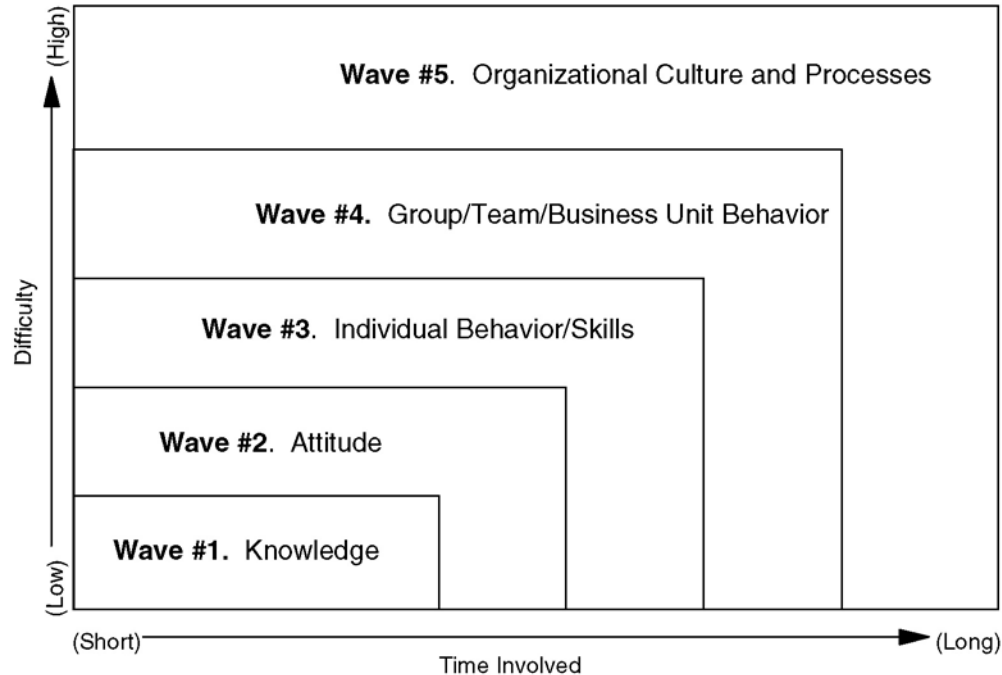 (High)
Wave #5. Organizational Culture and Processes
Wave #4. Group/Team/Business Unit Behavior
Difficulty
Wave #3. Individual Behavior/Skills
Wave #2. Attitude
Wave #1. Knowledge
(Low)
(Short)
(Long)
Time Involved